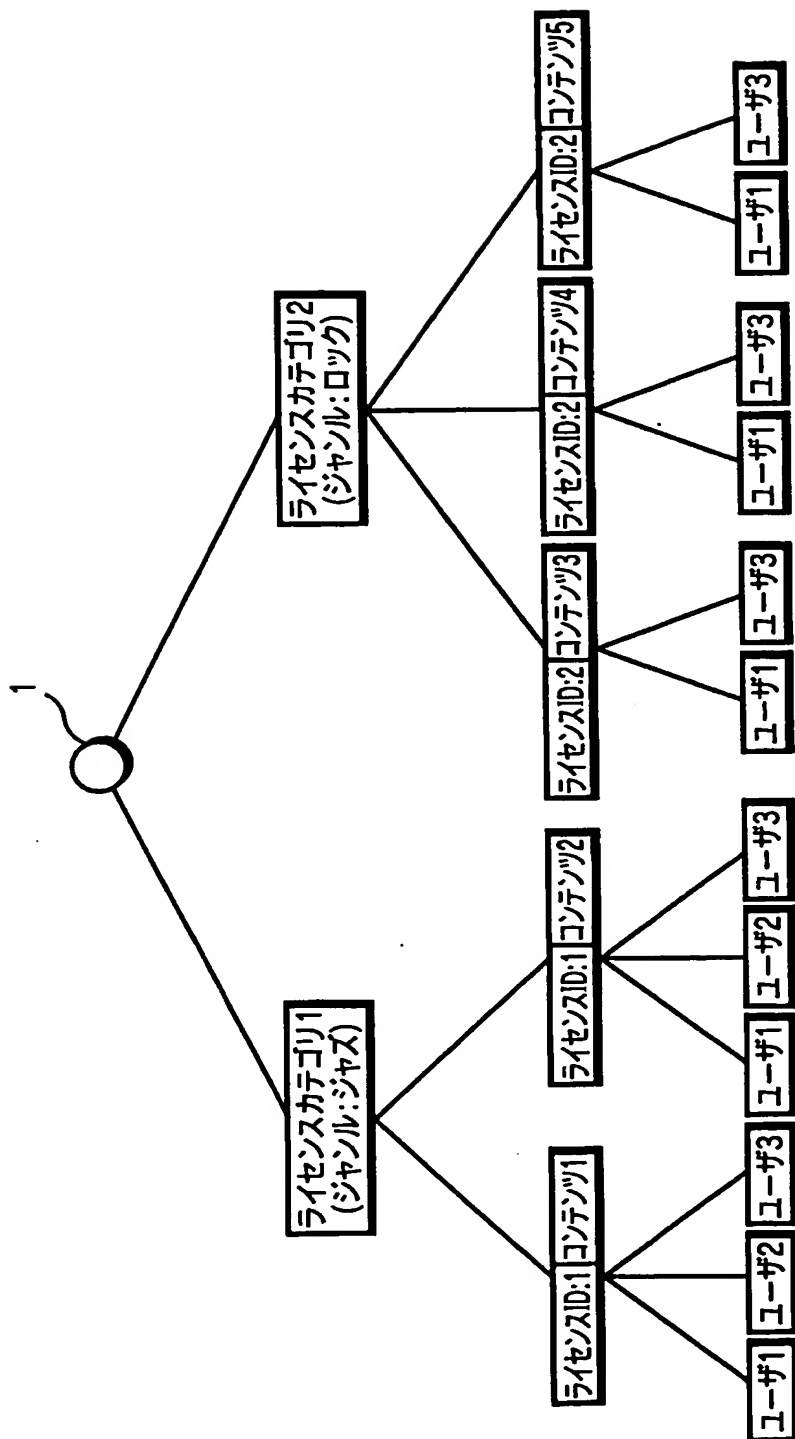 1
ライセンスカテゴリ1
(ジャンル:ジャズ)
ライセンスカテゴリ2
(ジャンル:ロック)
ライセンスID:1 コンテンツ1
ライセンスID:1 コンテンツ2
ライセンスID:2 コンテンツ3
ライセンスID:2 コンテンツ4
ライセンスID:2 コンテンツ5
ユーザ1 ユーザ2 ユーザ3
ユーザ1 ユーザ2 ユーザ3
ユーザ1 ユーザ3
ユーザ1 ユーザ3
ユーザ1 ユーザ3